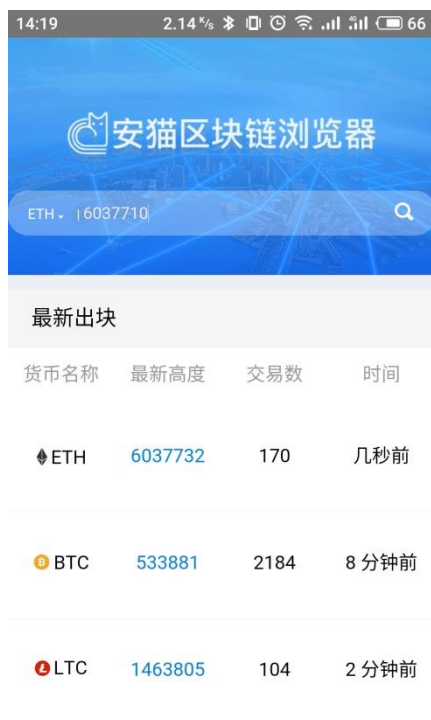 14:19 2.14 K/s 66
安猫区块链浏览器
ETH 6037710
最新出块
货币名称 最新高度 交易数 时间
ETH 6037732 170 几秒前
BTC 533881 2184 8 分钟前
LTC 1463805 104 2 分钟前